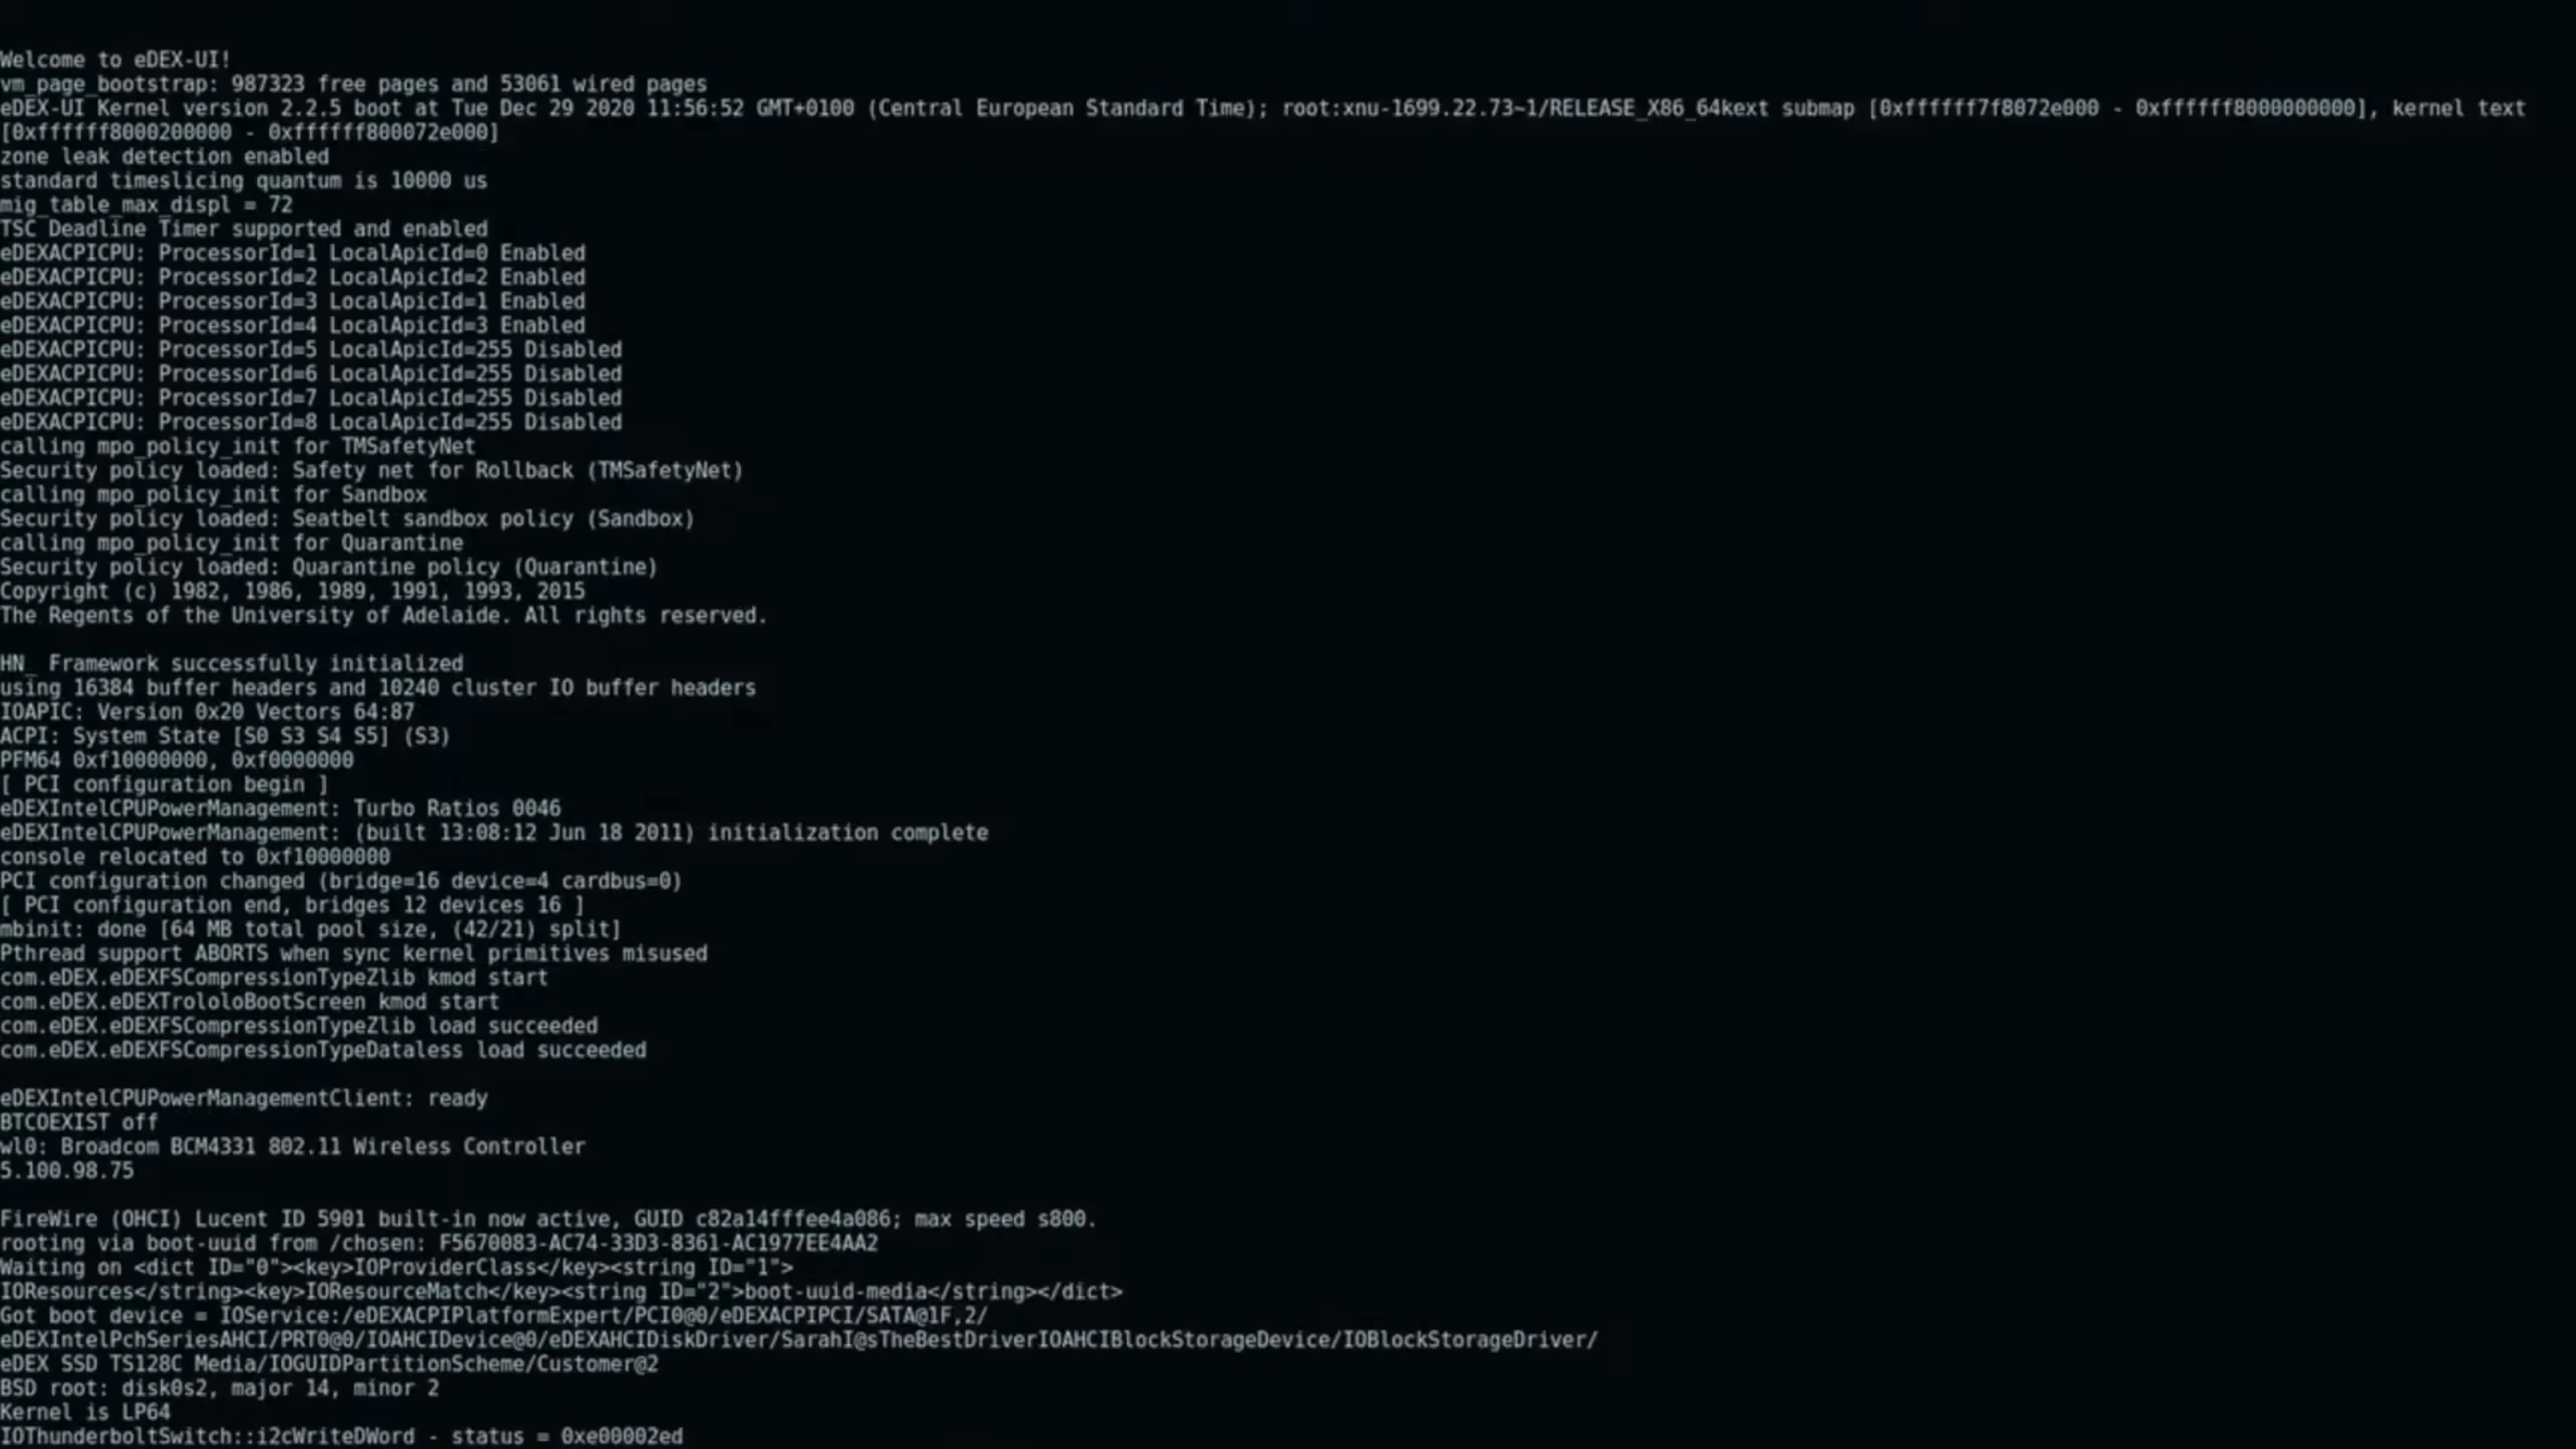 Welcome to eDEX-UI!
vm_page_bootstrap: 987323 free pages and 53061 wired pages
eDEX-UI Kernel version 2.2.5 boot at Tue Dec 29 2020 11:56:52 GMT+0100 (Central European Standard Time); root:xnu-1699.22.73~1/RELEASE_X86_64kext submap [0xffffff7f8072e000 - 0xffffff8000000000], kernel text
[0xffffff8000200000 - 0xffffff800072e000]
zone leak detection enabled
standard timeslicing quantum is 10000 us
mig_table_max_displ = 72
TSC Deadline Timer supported and enabled
eDEXACPICPU: ProcessorId=1 LocalApicId=0 Enabled
eDEXACPICPU: ProcessorId=2 LocalApicId=2 Enabled
eDEXACPICPU: ProcessorId=3 LocalApicId=1 Enabled
eDEXACPICPU: ProcessorId=4 LocalApicId=3 Enabled
eDEXACPICPU: ProcessorId=5 LocalApicId=255 Disabled
eDEXACPICPU: ProcessorId=6 LocalApicId=255 Disabled
eDEXACPICPU: ProcessorId=7 LocalApicId=255 Disabled
eDEXACPICPU: ProcessorId=8 LocalApicId=255 Disabled
calling mpo_policy_init for TMSafetyNet
Security policy loaded: Safety net for Rollback (TMSafetyNet)
calling mpo_policy_init for Sandbox
Security policy loaded: Seatbelt sandbox policy (Sandbox)
calling mpo_policy_init for Quarantine
Security policy loaded: Quarantine policy (Quarantine)
Copyright (c) 1982, 1986, 1989, 1991, 1993, 2015
The Regents of the University of Adelaide. All rights reserved.
HN_ Framework successfully initialized
using 16384 buffer headers and 10240 cluster IO buffer headers
IOAPIC: Version 0x20 Vectors 64:87
ACPI: System State [S0 S3 S4 S5] (S3)
PFM64 0xf10000000, 0xf0000000
[ PCI configuration begin ]
eDEXIntelCPUPowerManagement: Turbo Ratios 0046
eDEXIntelCPUPowerManagement: (built 13:08:12 Jun 18 2011) initialization complete
console relocated to 0xf10000000
PCI configuration changed (bridge=16 device=4 cardbus=0)
[ PCI configuration end, bridges 12 devices 16 ]
mbinit: done [64 MB total pool size, (42/21) split]
Pthread support ABORTS when sync kernel primitives misused
com.eDEX.eDEXFSCompressionTypeZlib kmod start
com.eDEX.eDEXTrololoBootScreen kmod start
com.eDEX.eDEXFSCompressionTypeZlib load succeeded
com.eDEX.eDEXFSCompressionTypeDataless load succeeded
eDEXIntelCPUPowerManagementClient: ready
BTCOEXIST off
wl0: Broadcom BCM4331 802.11 Wireless Controller
5.100.98.75
FireWire (OHCI) Lucent ID 5901 built-in now active, GUID c82a14fffee4a086; max speed s800.
rooting via boot-uuid from /chosen: F5670083-AC74-33D3-8361-AC1977EE4AA2
Waiting on <dict ID="0"><key>IOProviderClass</key><string ID="1">
IOResources</string><key>IOResourceMatch</key><string ID="2">boot-uuid-media</string></dict>
Got boot device = IOService:/eDEXACPIPlatformExpert/PCI0@0/eDEXACPIPCI/SATA@1F,2/
eDEXIntelPchSeriesAHCI/PRT0@0/IOAHCIDevice@0/eDEXAHCIDiskDriver/SarahI@sTheBestDriverIOAHCIBlockStorageDevice/IOBlockStorageDriver/
eDEX SSD TS128C Media/IOGUIDPartitionScheme/Customer@2
BSD root: disk0s2, major 14, minor 2
Kernel is LP64
IOThunderboltSwitch::i2cWriteDWord - status = 0xe00002ed